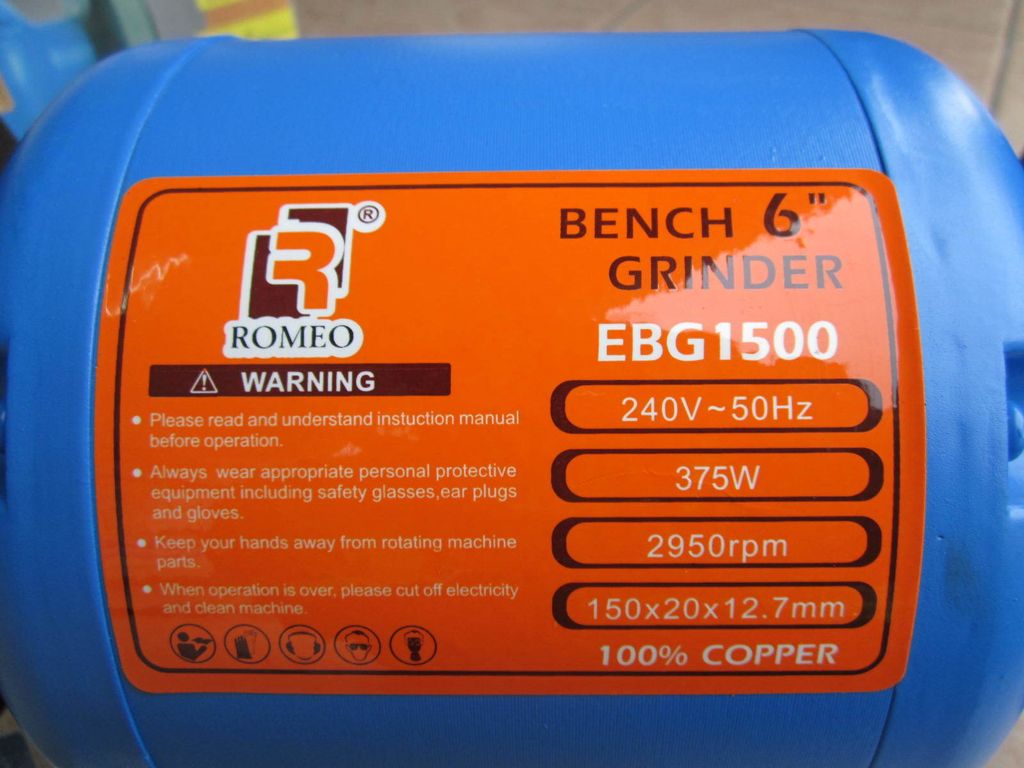 R®
ROMEO
WARNING
● Please read and understand instuction manual
before operation.
● Always wear appropriate personal protective
equipment including safety glasses,ear plugs
and gloves.
● Keep your hands away from rotating machine
parts.
● When operation is over, please cut off electricity
and clean machine.
BENCH 6"
GRINDER
EBG1500
240V~50Hz
375W
2950rpm
150x20x12.7mm
100% COPPER